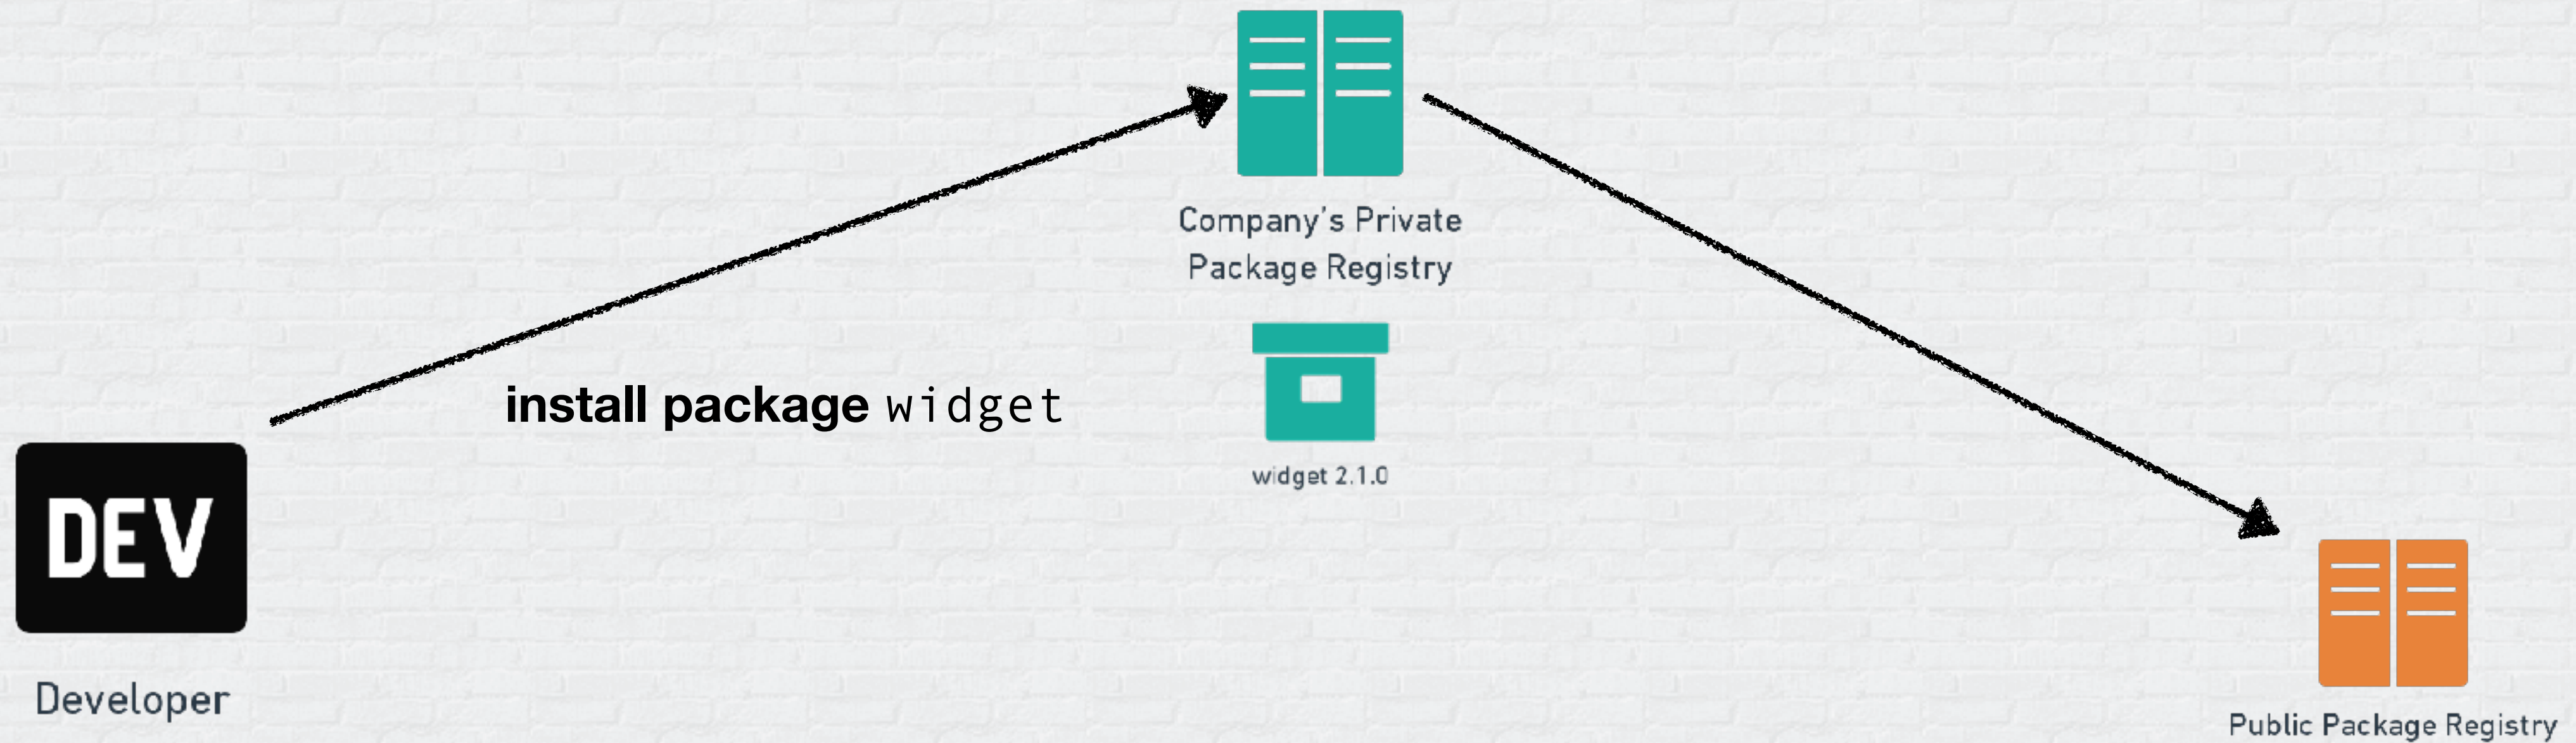 Company's Private
Package Registry
install package widget
widget 2.1.0
DEV
Developer
Public Package Registry